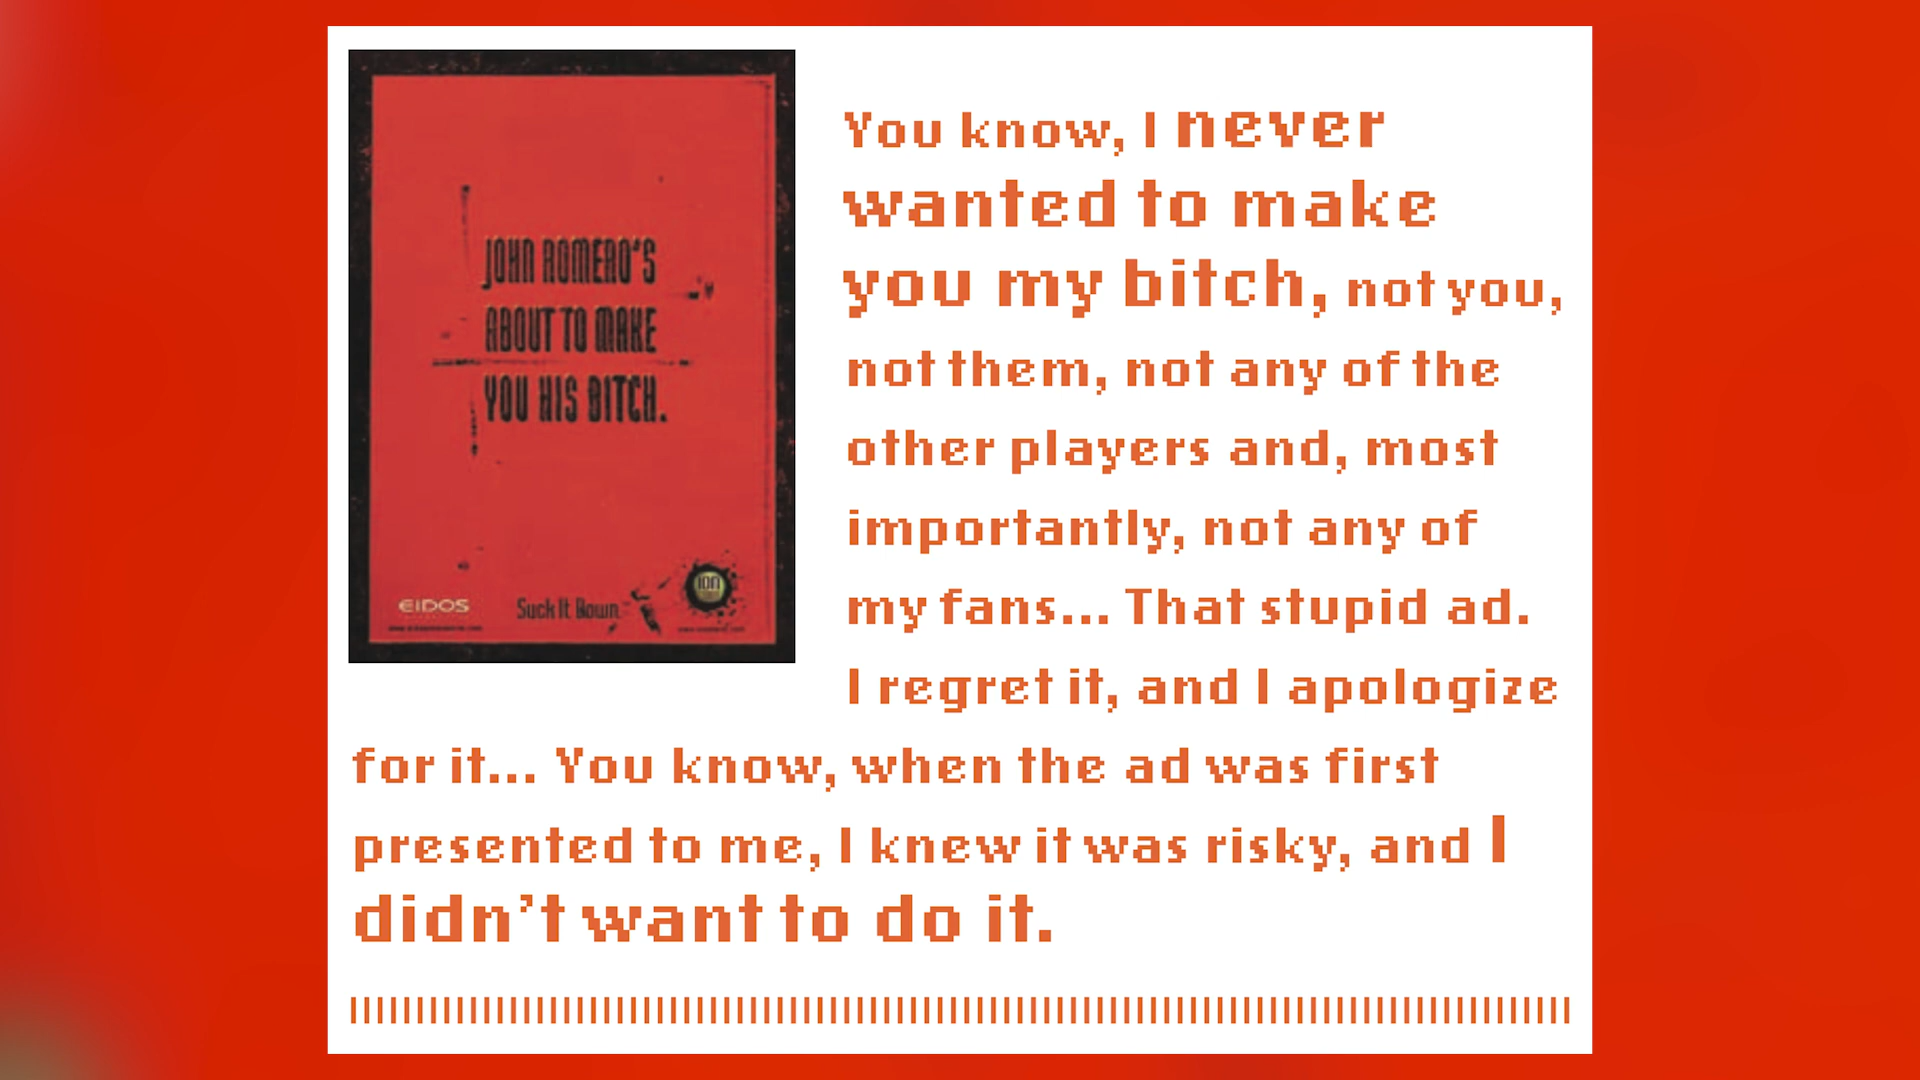 JOHN ROMERO'S
ABOUT TO MAKE
YOU HIS BITCH.
EIDOS
Suck It Down
ION
You know, I never
wanted to make
you my bitch, not you,
not them, not any of the
other players and, most
importantly, not any of
my fans... That stupid ad.
I regret it, and I apologize
for it... You know, when the ad was first
presented to me, I knew it was risky, and I
didn't want to do it.